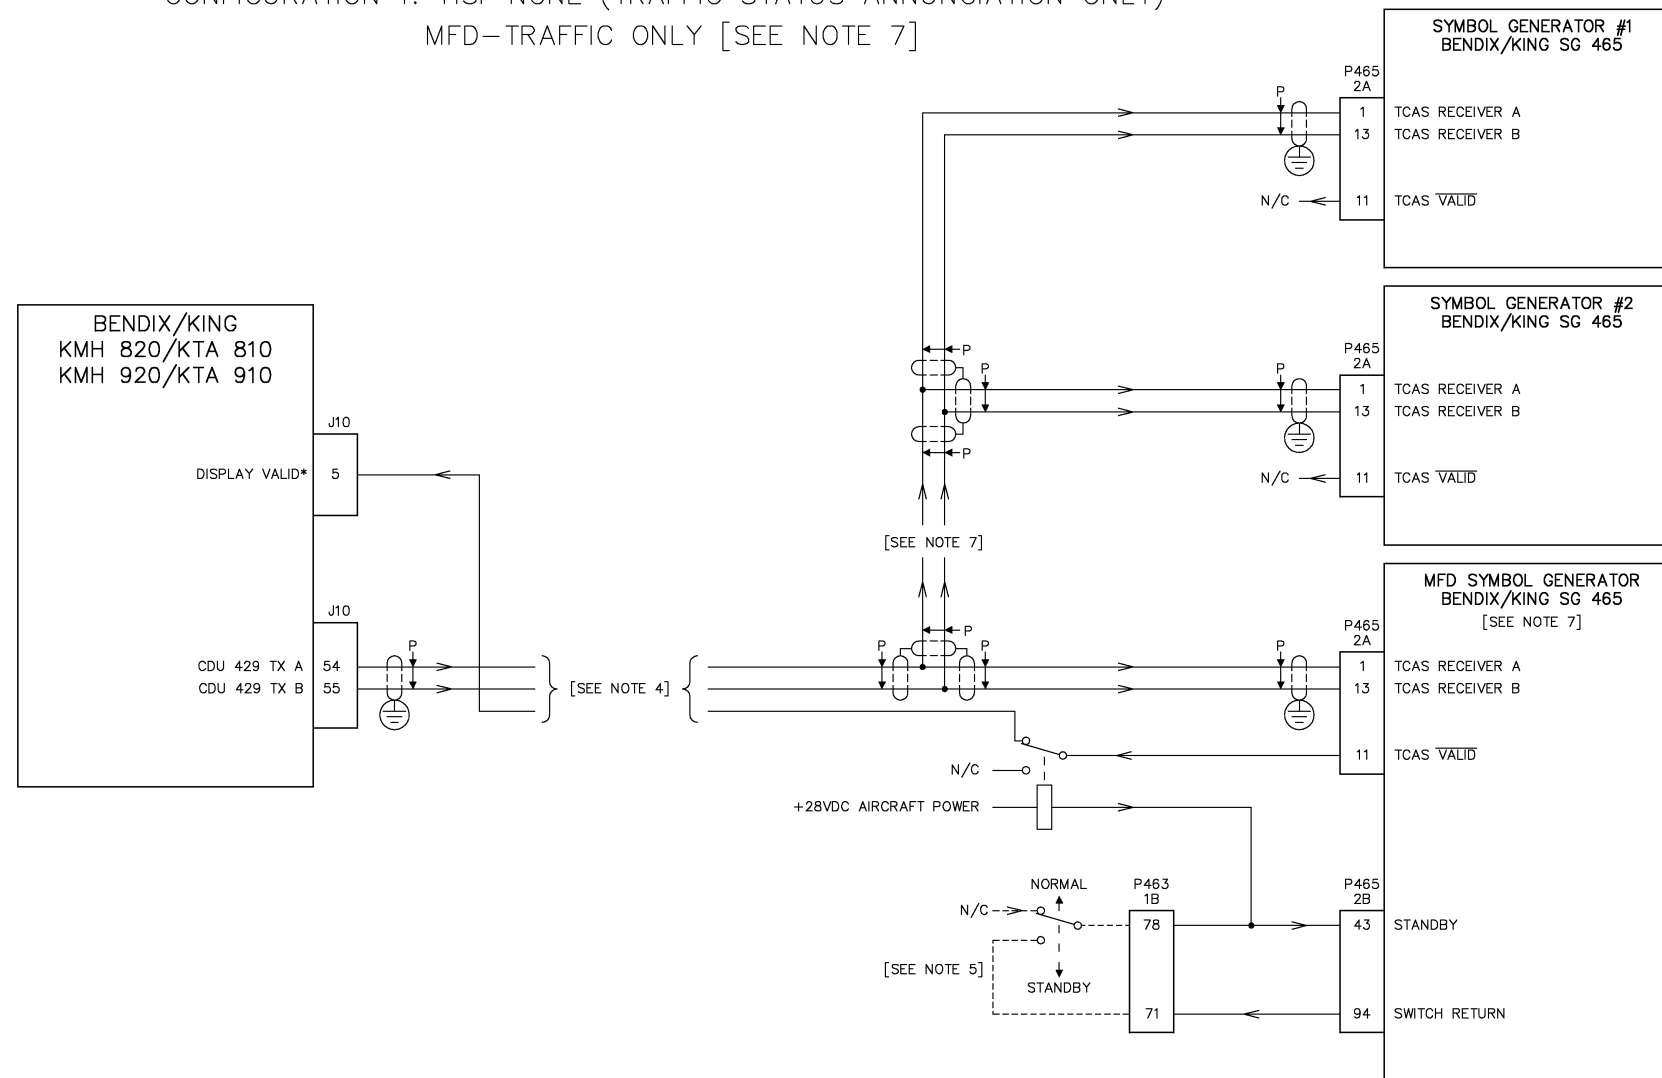 MFD-TRAFFIC ONLY [SEE NOTE 7]
SYMBOL GENERATOR #1
BENDIX/KING SG 465
P465
2A
P
1 TCAS RECEIVER A
13 TCAS RECEIVER B
N/C 11 TCAS VALID
SYMBOL GENERATOR #2
BENDIX/KING SG 465
P465
2A
P
P
P
1 TCAS RECEIVER A
13 TCAS RECEIVER B
P
N/C 11 TCAS VALID
BENDIX/KING
KMH 820/KTA 810
KMH 920/KTA 910
J10
DISPLAY VALID* 5
[SEE NOTE 7]
MFD SYMBOL GENERATOR
BENDIX/KING SG 465
[SEE NOTE 7]
J10
P465
2A
P
P
P
P
P
CDU 429 TX A 54
CDU 429 TX B 55
[SEE NOTE 4]
1 TCAS RECEIVER A
13 TCAS RECEIVER B
11 TCAS VALID
N/C
+28VDC AIRCRAFT POWER
NORMAL
P463
1B
P465
2B
N/C
78
43 STANDBY
[SEE NOTE 5]
STANDBY
71
94 SWITCH RETURN